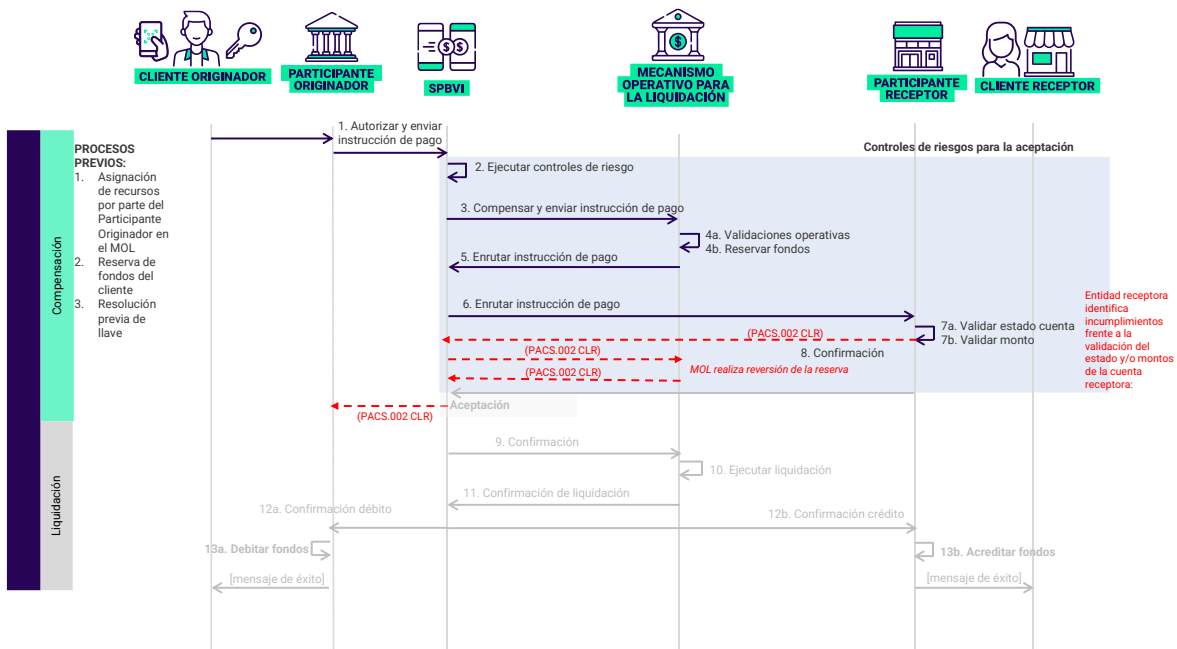 CLIENTE ORIGINADOR
PARTICIPANTE
ORIGINADOR
SPBVI
MECANISMO
OPERATIVO PARA
LA LIQUIDACIÓN
PARTICIPANTE
RECEPTOR
CLIENTE RECEPTOR
Compensación
Liquidación
PROCESOS
PREVIOS:
1. Asignación
de recursos
por parte del
Participante
Originador en
el MOL
2. Reserva de
fondos del
cliente
3. Resolución
previa de
llave
1. Autorizar y enviar
instrucción de pago
Controles de riesgos para la aceptación
2. Ejecutar controles de riesgo
3. Compensar y enviar instrucción de pago
4a. Validaciones operativas
4b. Reservar fondos
5. Enrutar instrucción de pago
6. Enrutar instrucción de pago
7a. Validar estado cuenta
7b. Validar monto
Entidad receptora
identifica
incumplimientos
frente a la
validación del
estado y/o montos
de la cuenta
receptora:
(PACS.002 CLR)
(PACS.002 CLR)
8. Confirmación
(PACS.002 CLR)
MOL realiza reversión de la reserva
Aceptación
(PACS.002 CLR)
9. Confirmación
10. Ejecutar liquidación
11. Confirmación de liquidación
12a. Confirmación débito
12b. Confirmación crédito
13a. Debitar fondos
13b. Acreditar fondos
[mensaje de éxito]
[mensaje de éxito]